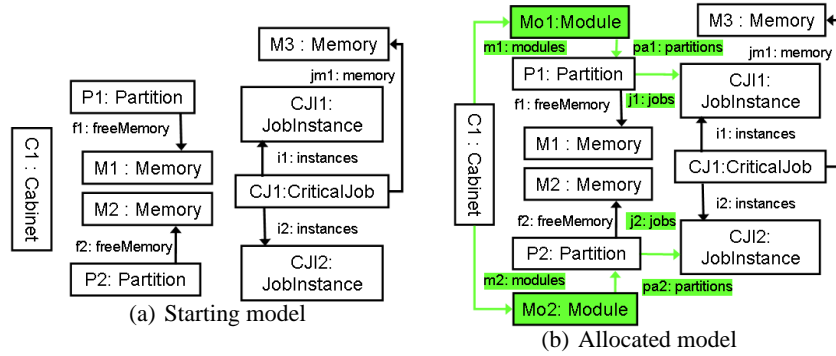 M3 : Memory
jm1: memory
P1: Partition
CJI1:
JobInstance
f1: freeMemory
i1: instances
C1 : Cabinet
M1 : Memory
M2 : Memory
CJ1:CriticalJob
i2: instances
f2: freeMemory
CJI2:
JobInstance
P2: Partition
(a) Starting model
Mo1:Module
M3 : Memory
m1: modules
pa1: partitions
jm1: memory
P1: Partition
CJI1:
JobInstance
f1: freeMemory
j1: jobs
i1: instances
C1 : Cabinet
M1 : Memory
M2 : Memory
CJ1:CriticalJob
i2: instances
f2: freeMemory
j2: jobs
P2: Partition
CJI2:
JobInstance
m2: modules
pa2: partitions
Mo2: Module
(b) Allocated model